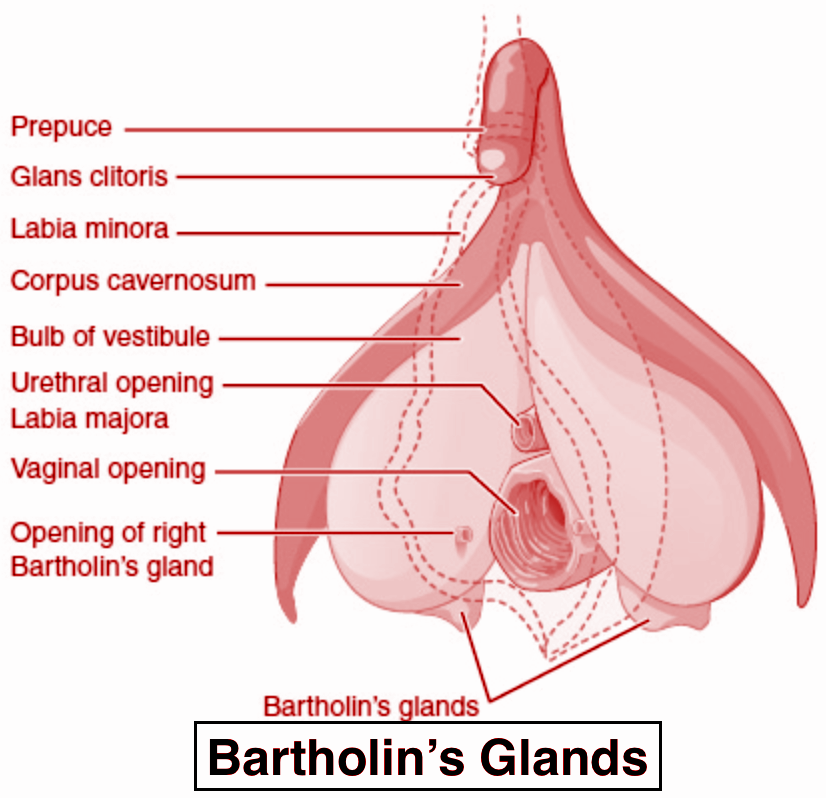 Prepuce
Glans clitoris
Labia minora
Corpus cavernosum
Bulb of vestibule
Urethral opening
Labia majora
Vaginal opening
Opening of right
Bartholin's gland
Bartholin's glands
Bartholin's Glands